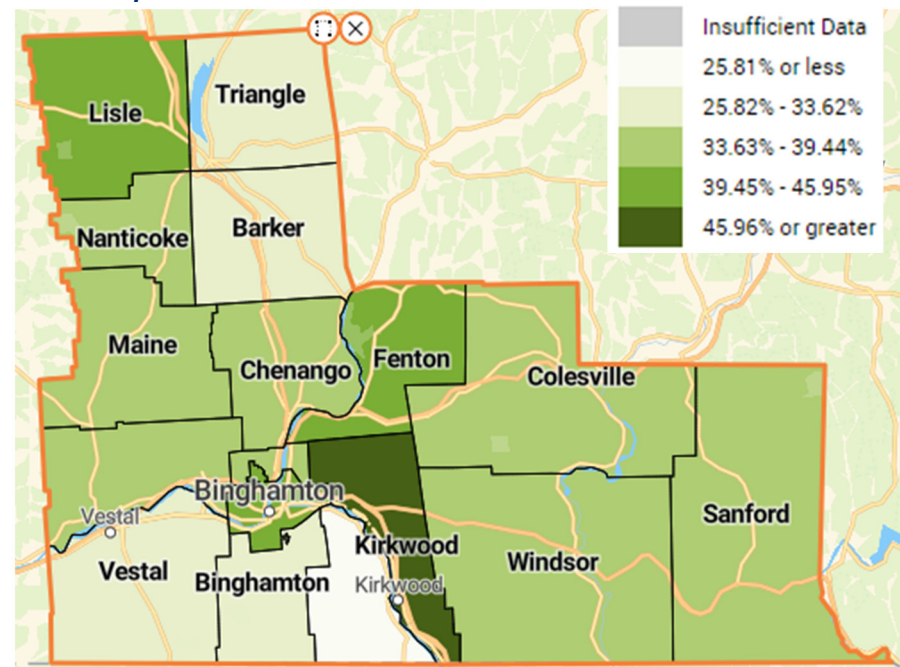 Insufficient Data
25.81% or less
25.82% - 33.62%
33.63% - 39.44%
39.45% - 45.95%
45.96% or greater
Triangle
Lisle
Barker
Nanticoke
Maine
Chenango
Fenton
Colesville
Binghamton
Vestal
Sanford
Kirkwood
Windsor
Vestal
Binghamton
Kirkwood